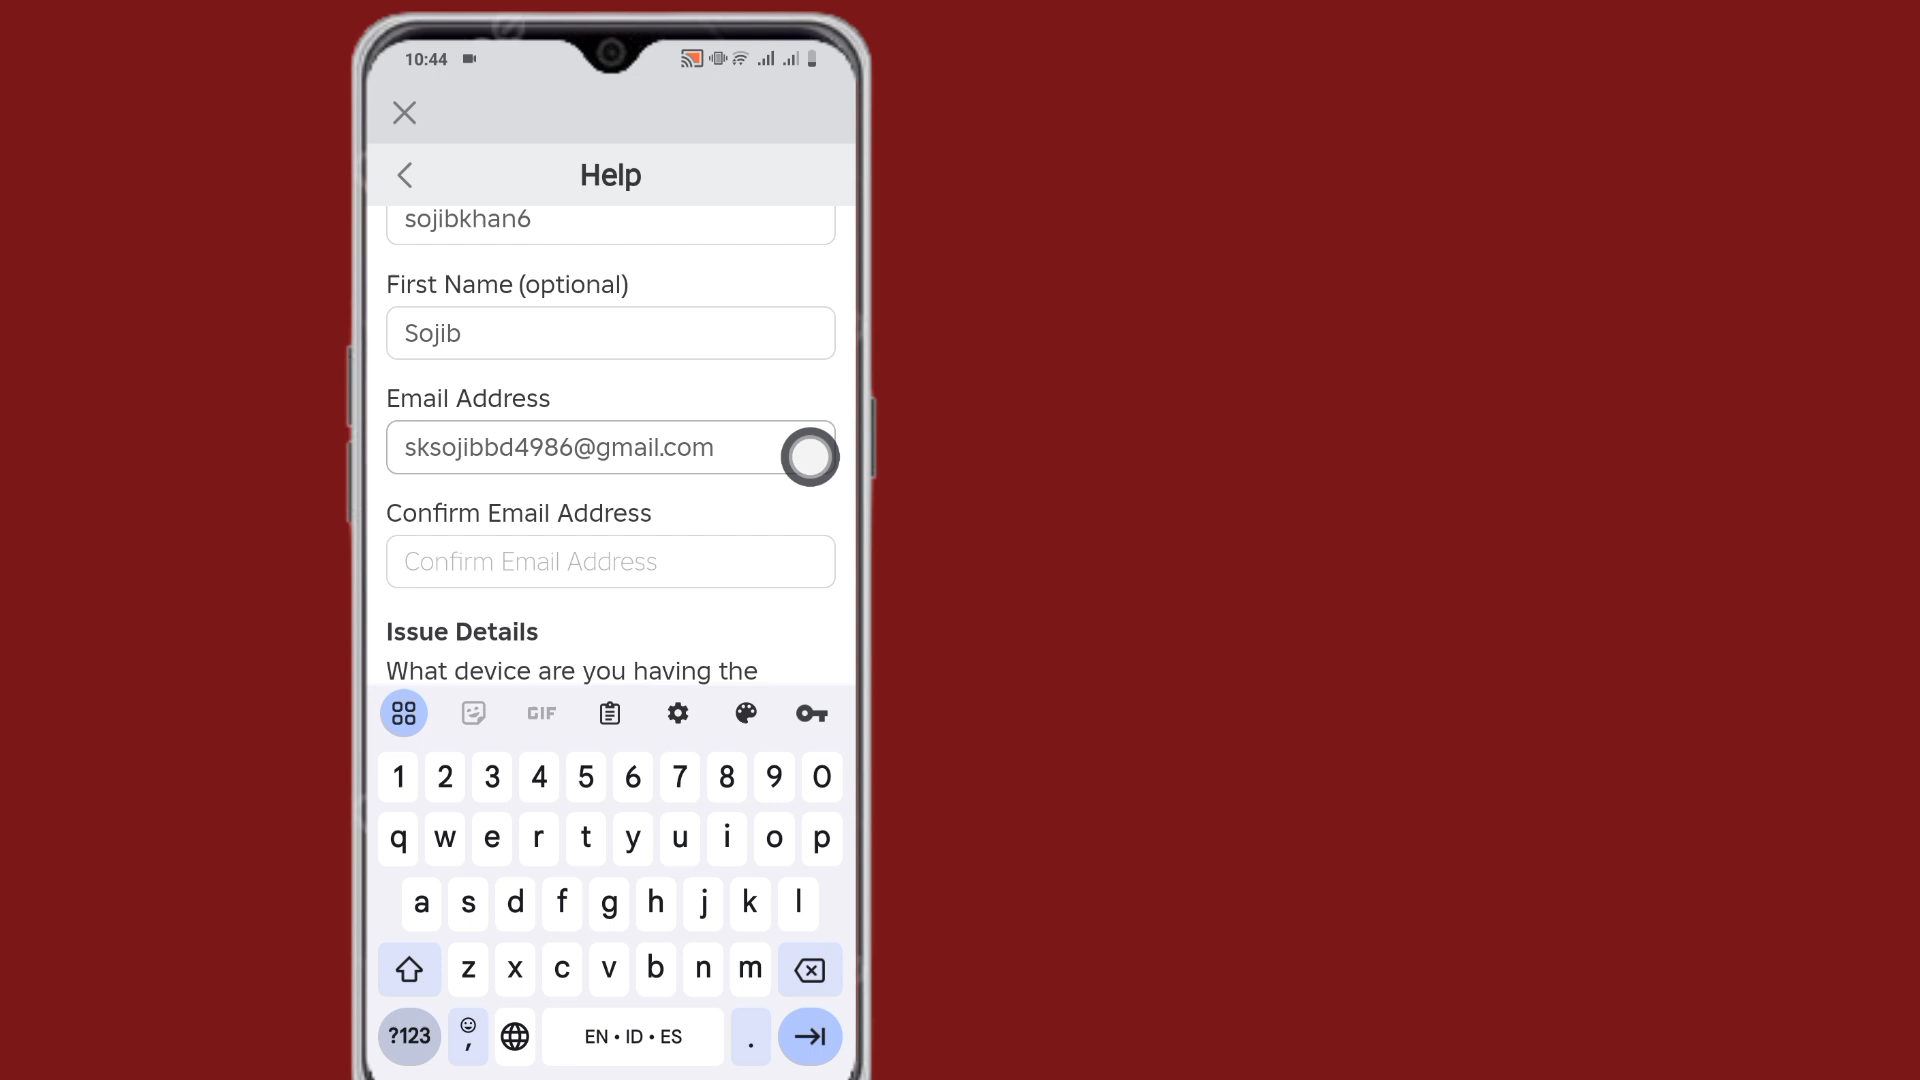 10:44
Help
sojibkhan6
First Name (optional)
Sojib
Email Address
sksojibbd4986@gmail.com
Confirm Email Address
Confirm Email Address
Issue Details
What device are you having the
GIF
1 2 3 4 5 6 7 8 9 0
q w e r t y u i o p
a s d f g h j k l
z x c v b n m
?123 , EN • ID • ES .